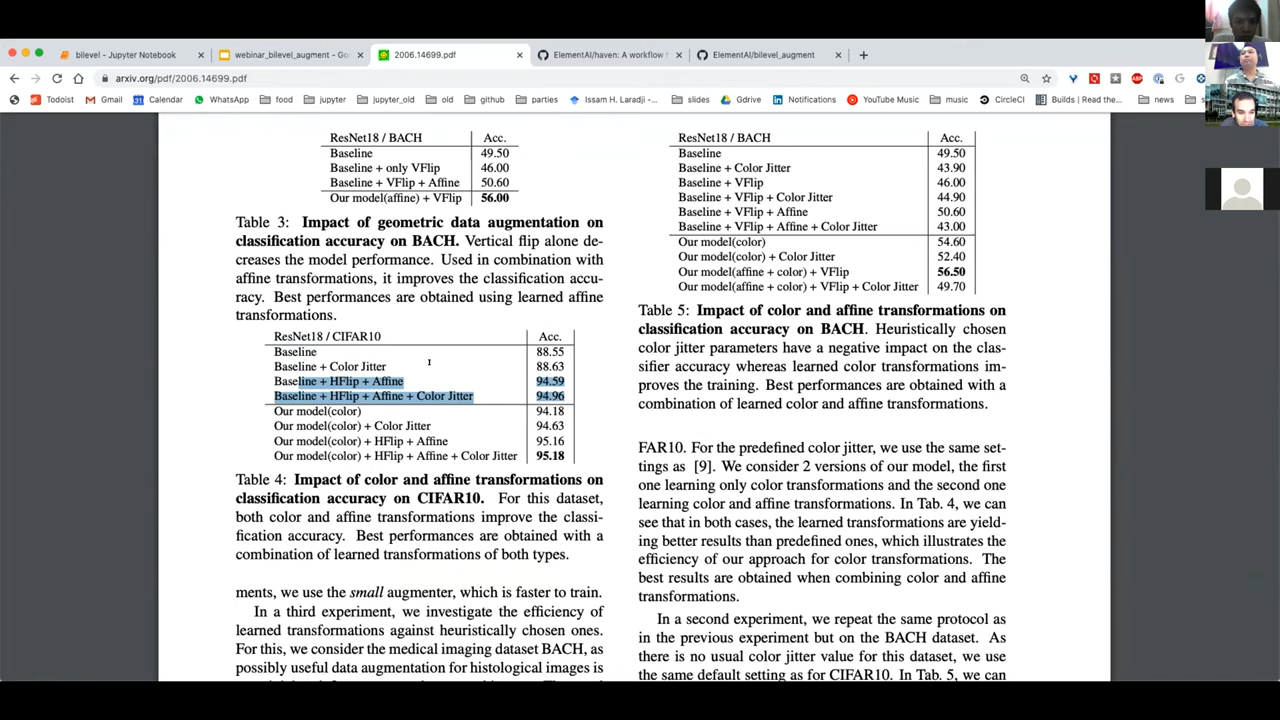 bilevel - Jupyter Notebook
webinar_bilevel_augment - Go
2006.14699.pdf
ElementAI/haven: A workflow f
ElementAI/bilevel_augment
arxiv.org/pdf/2006.14699.pdf
Todoist
Gmail
Calendar
WhatsApp
food
jupyter
jupyter_old
old
github
parties
Issam H. Laradji -...
slides
Gdrive
Notifications
YouTube Music
music
CircleCI
Builds | Read the...
news
ResNet18 / BACH Acc.
Baseline 49.50
Baseline + only VFlip 46.00
Baseline + VFlip + Affine 50.60
Our model(affine) + VFlip 56.00
Table 3: Impact of geometric data augmentation on
classification accuracy on BACH. Vertical flip alone de-
creases the model performance. Used in combination with
affine transformations, it improves the classification accu-
racy. Best performances are obtained using learned affine
transformations.
ResNet18 / CIFAR10 Acc.
Baseline 88.55
Baseline + Color Jitter 88.63
Baseline + HFlip + Affine 94.59
Baseline + HFlip + Affine + Color Jitter 94.96
Our model(color) 94.18
Our model(color) + Color Jitter 94.63
Our model(color) + HFlip + Affine 95.16
Our model(color) + HFlip + Affine + Color Jitter 95.18
Table 4: Impact of color and affine transformations on
classification accuracy on CIFAR10. For this dataset,
both color and affine transformations improve the classi-
fication accuracy. Best performances are obtained with a
combination of learned transformations of both types.
ments, we use the small augmenter, which is faster to train.
In a third experiment, we investigate the efficiency of
learned transformations against heuristically chosen ones.
For this, we consider the medical imaging dataset BACH, as
possibly useful data augmentation for histological images is
ResNet18 / BACH Acc.
Baseline 49.50
Baseline + Color Jitter 43.90
Baseline + VFlip 46.00
Baseline + VFlip + Color Jitter 44.90
Baseline + VFlip + Affine 50.60
Baseline + VFlip + Affine + Color Jitter 43.00
Our model(color) 54.60
Our model(color) + Color Jitter 52.40
Our model(affine + color) + VFlip 56.50
Our model(affine + color) + VFlip + Color Jitter 49.70
Table 5: Impact of color and affine transformations on
classification accuracy on BACH. Heuristically chosen
color jitter parameters have a negative impact on the clas-
sifier accuracy whereas learned color transformations im-
proves the training. Best performances are obtained with a
combination of learned color and affine transformations.
FAR10. For the predefined color jitter, we use the same set-
tings as [9]. We consider 2 versions of our model, the first
one learning only color transformations and the second one
learning color and affine transformations. In Tab. 4, we can
see that in both cases, the learned transformations are yield-
ing better results than predefined ones, which illustrates the
efficiency of our approach for color transformations. The
best results are obtained when combining color and affine
transformations.
In a second experiment, we repeat the same protocol as
in the previous experiment but on the BACH dataset. As
there is no usual color jitter value for this dataset, we use
the same default setting as for CIFAR10. In Tab. 5, we can